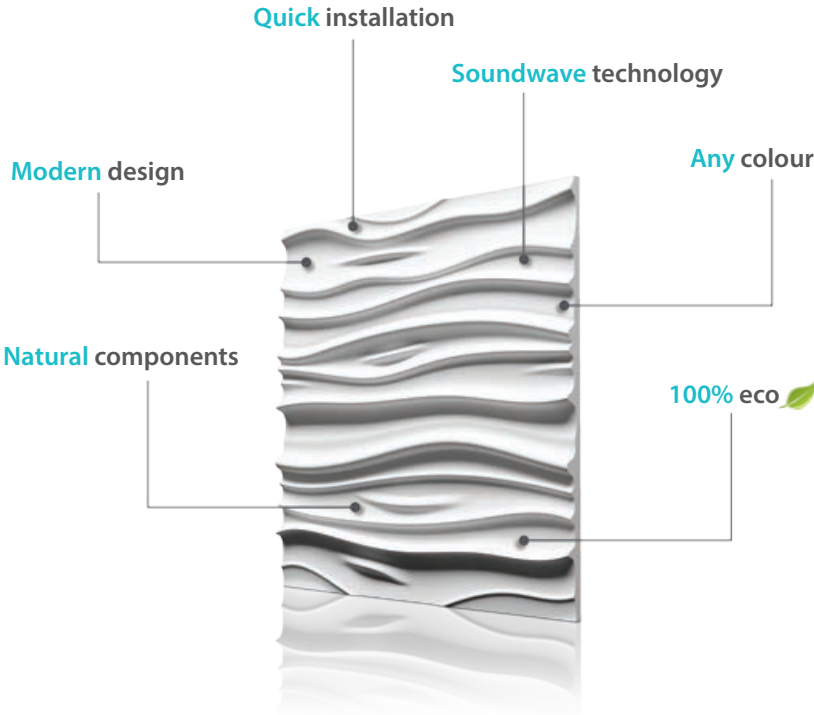 Quick installation
Soundwave technology
Any colour
Modern design
Natural components
100% eco